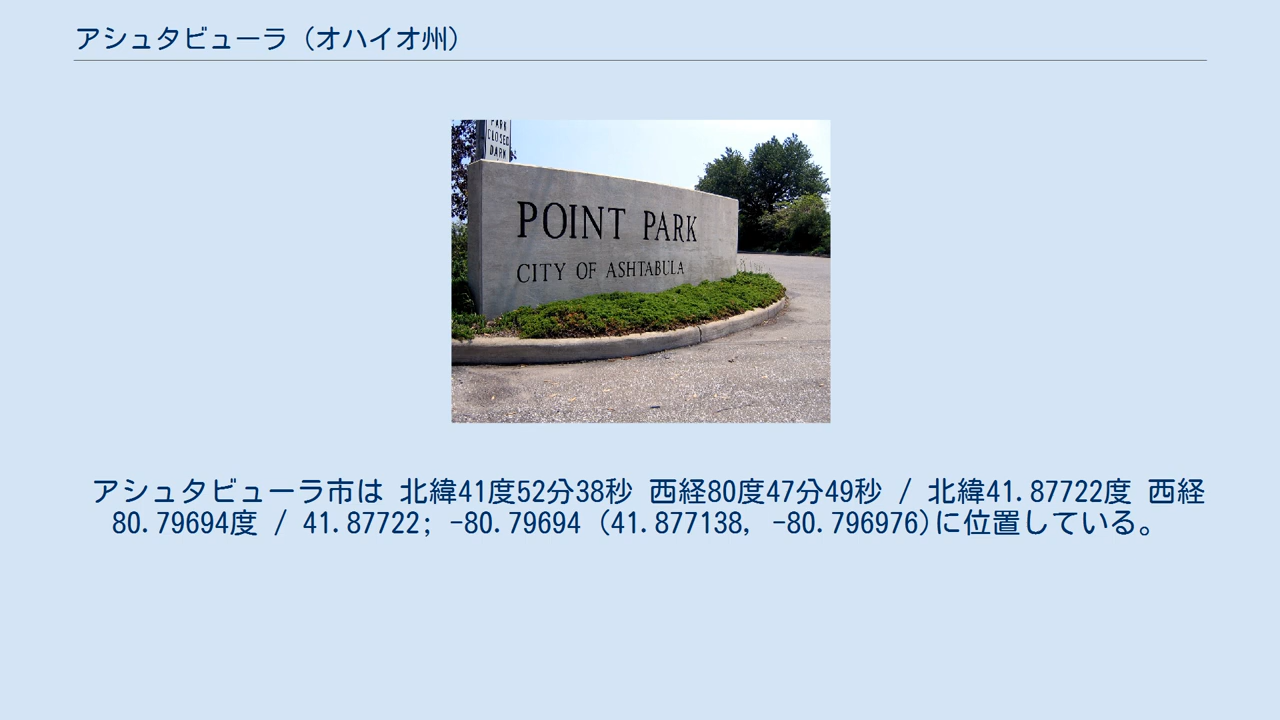 アシュタビューラ (オハイオ州)
PARK
CLOSED
DARK
POINT PARK
CITY OF ASHTABULA
アシュタビューラ市は 北緯41度52分38秒 西経80度47分49秒 / 北緯41.87722度 西経
80.79694度 / 41.87722; -80.79694 (41.877138, -80.796976)に位置している。